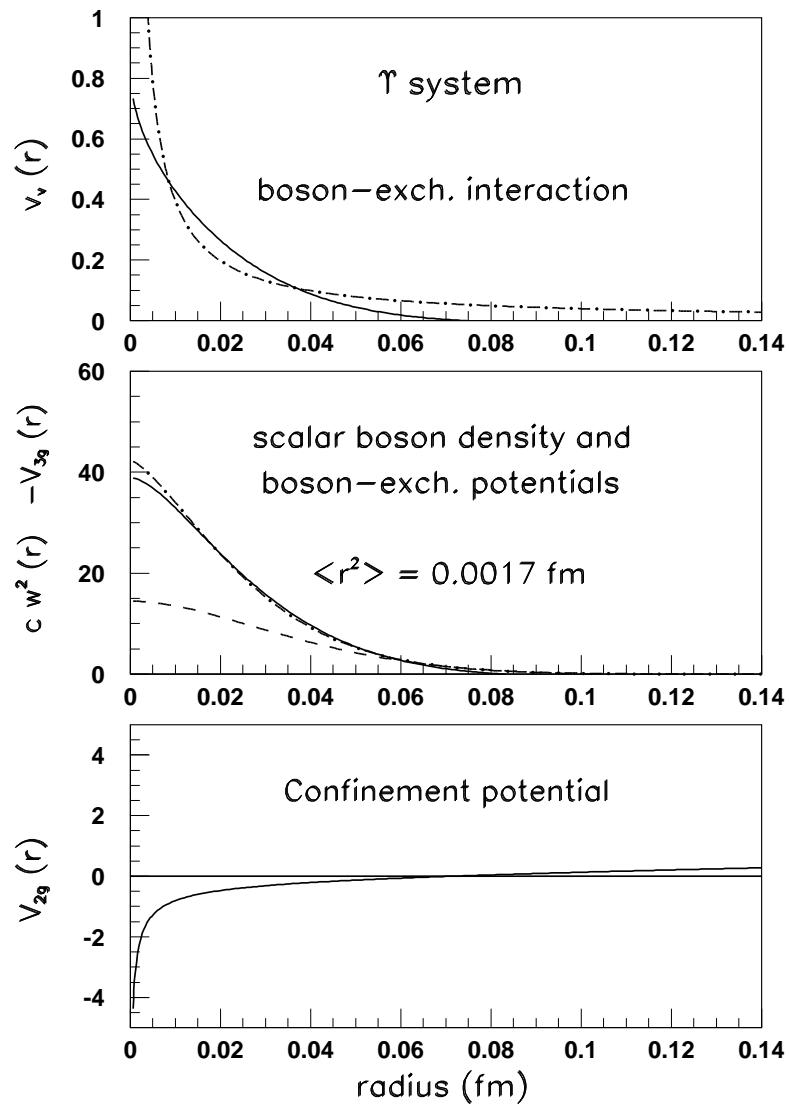 1
0.8
0.6
0.4
0.2
0
v_v (r)
ϒ system
boson−exch. interaction
0 0.02 0.04 0.06 0.08 0.1 0.12 0.14
60
40
20
0
c w² (r) −V_3g (r)
scalar boson density and
boson−exch. potentials
<r²> = 0.0017 fm
0 0.02 0.04 0.06 0.08 0.1 0.12 0.14
4
2
0
-2
-4
V_2g (r)
Confinement potential
0 0.02 0.04 0.06 0.08 0.1 0.12 0.14
radius (fm)